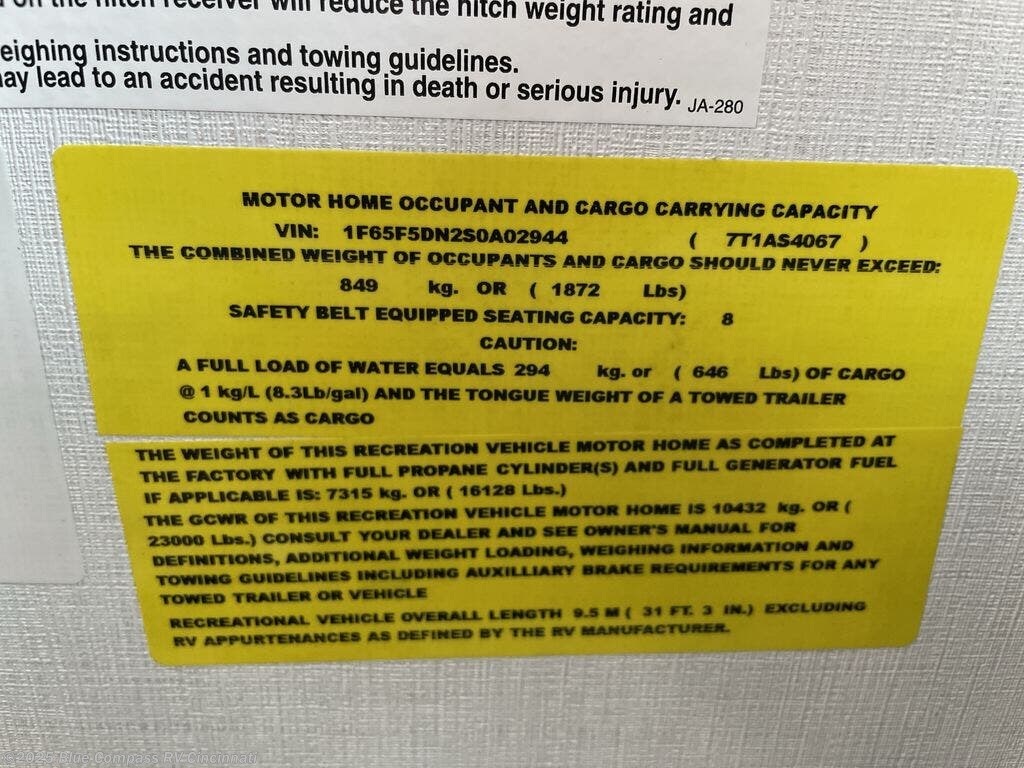 on the hitch receiver will reduce the hitch weight rating and
eighing instructions and towing guidelines.
ay lead to an accident resulting in death or serious injury. JA-280
MOTOR HOME OCCUPANT AND CARGO CARRYING CAPACITY
VIN: 1F65F5DN2S0A02944 ( 7T1AS4067 )
THE COMBINED WEIGHT OF OCCUPANTS AND CARGO SHOULD NEVER EXCEED:
849 kg. OR ( 1872 Lbs)
SAFETY BELT EQUIPPED SEATING CAPACITY: 8
CAUTION:
A FULL LOAD OF WATER EQUALS 294 kg. or ( 646 Lbs) OF CARGO
@ 1 kg/L (8.3Lb/gal) AND THE TONGUE WEIGHT OF A TOWED TRAILER
COUNTS AS CARGO
THE WEIGHT OF THIS RECREATION VEHICLE MOTOR HOME AS COMPLETED AT
THE FACTORY WITH FULL PROPANE CYLINDER(S) AND FULL GENERATOR FUEL
IF APPLICABLE IS: 7315 kg. OR ( 16128 Lbs.)
THE GCWR OF THIS RECREATION VEHICLE MOTOR HOME IS 10432 kg. OR (
23000 Lbs.) CONSULT YOUR DEALER AND SEE OWNER'S MANUAL FOR
DEFINITIONS, ADDITIONAL WEIGHT LOADING, WEIGHING INFORMATION AND
TOWING GUIDELINES INCLUDING AUXILLIARY BRAKE REQUIREMENTS FOR ANY
TOWED TRAILER OR VEHICLE
RECREATIONAL VEHICLE OVERALL LENGTH 9.5 M ( 31 FT. 3 IN.) EXCLUDING
RV APPURTENANCES AS DEFINED BY THE RV MANUFACTURER.
©2025 Blue Compass RV Cincinnati